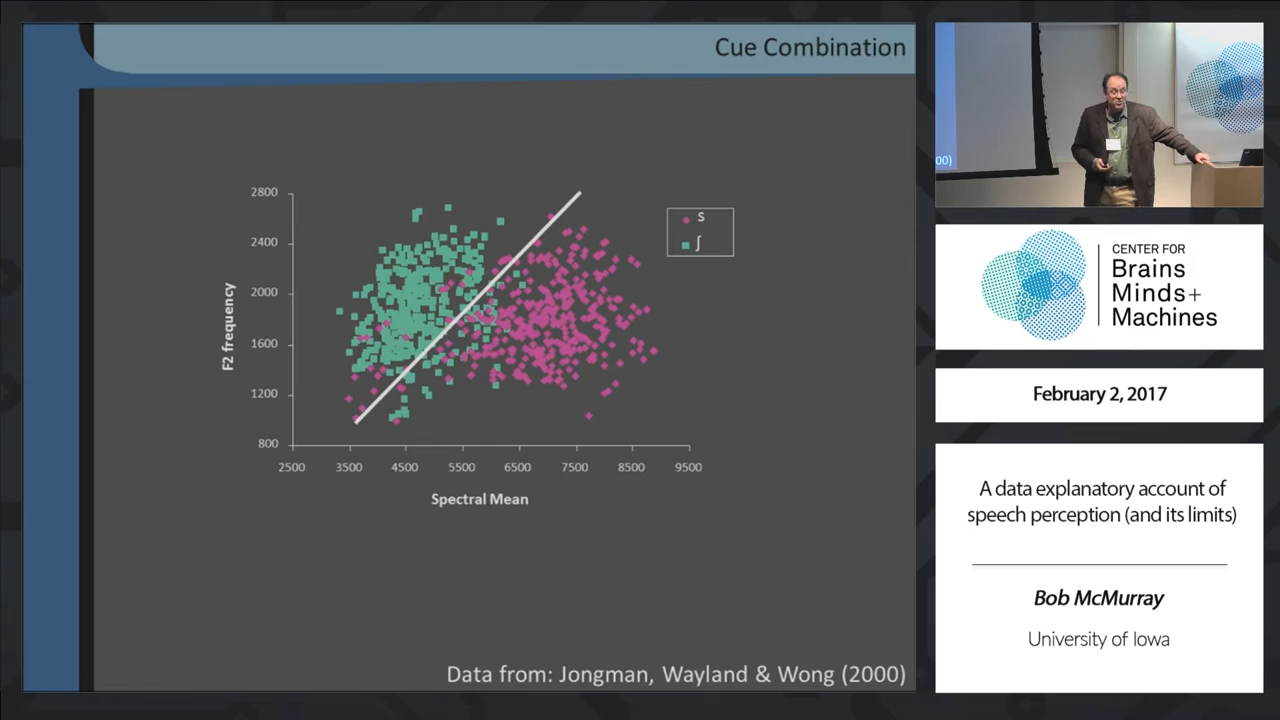 Cue Combination
2800
2400
2000
1600
1200
800
F2 frequency
2500 3500 4500 5500 6500 7500 8500 9500
Spectral Mean
s
ʃ
Data from: Jongman, Wayland & Wong (2000)
00)
CENTER FOR
Brains
Minds+
Machines
February 2, 2017
A data explanatory account of
speech perception (and its limits)
Bob McMurray
University of Iowa